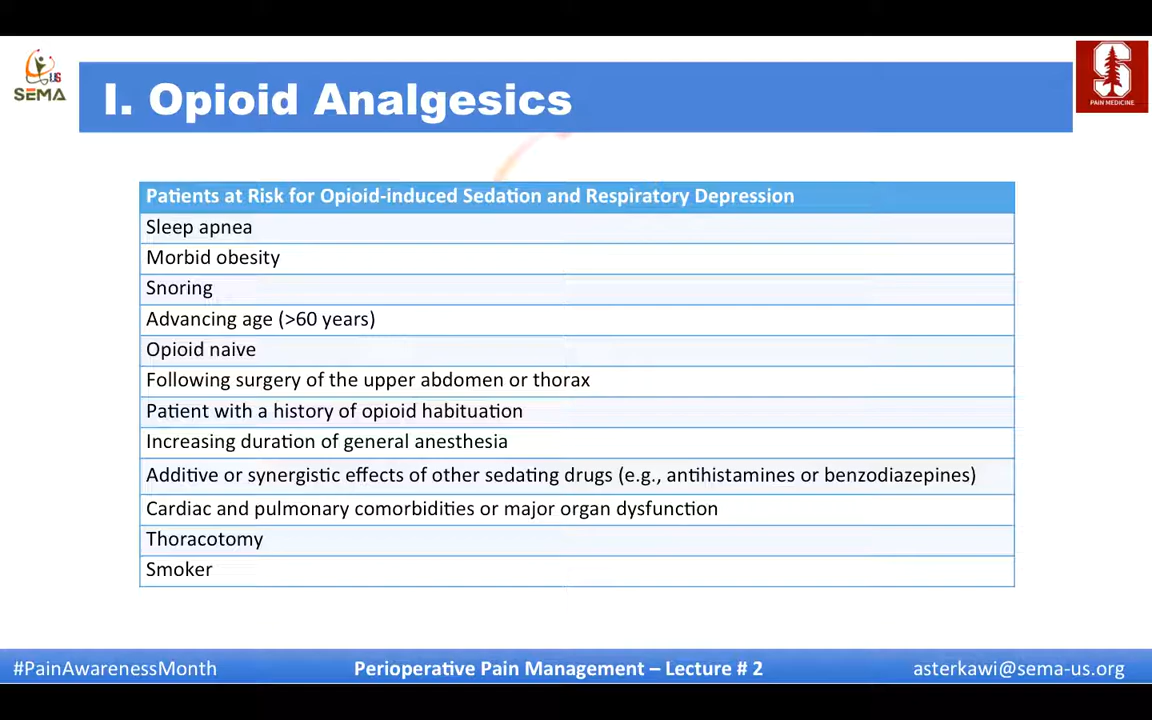 US
SEMA
I. Opioid Analgesics
S
PAIN MEDICINE
Patients at Risk for Opioid-induced Sedation and Respiratory Depression
Sleep apnea
Morbid obesity
Snoring
Advancing age (>60 years)
Opioid naive
Following surgery of the upper abdomen or thorax
Patient with a history of opioid habituation
Increasing duration of general anesthesia
Additive or synergistic effects of other sedating drugs (e.g., antihistamines or benzodiazepines)
Cardiac and pulmonary comorbidities or major organ dysfunction
Thoracotomy
Smoker
#PainAwarenessMonth
Perioperative Pain Management – Lecture # 2
asterkawi@sema-us.org